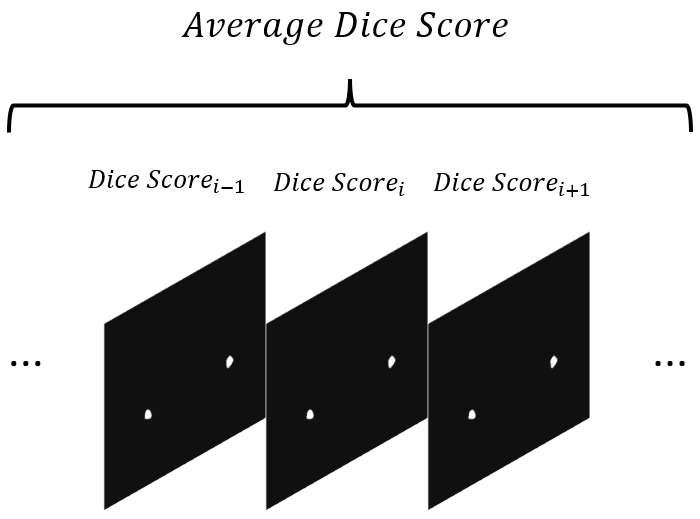 Average Dice Score
Dice Score_{i−1} Dice Score_i Dice Score_{i+1}
... ...